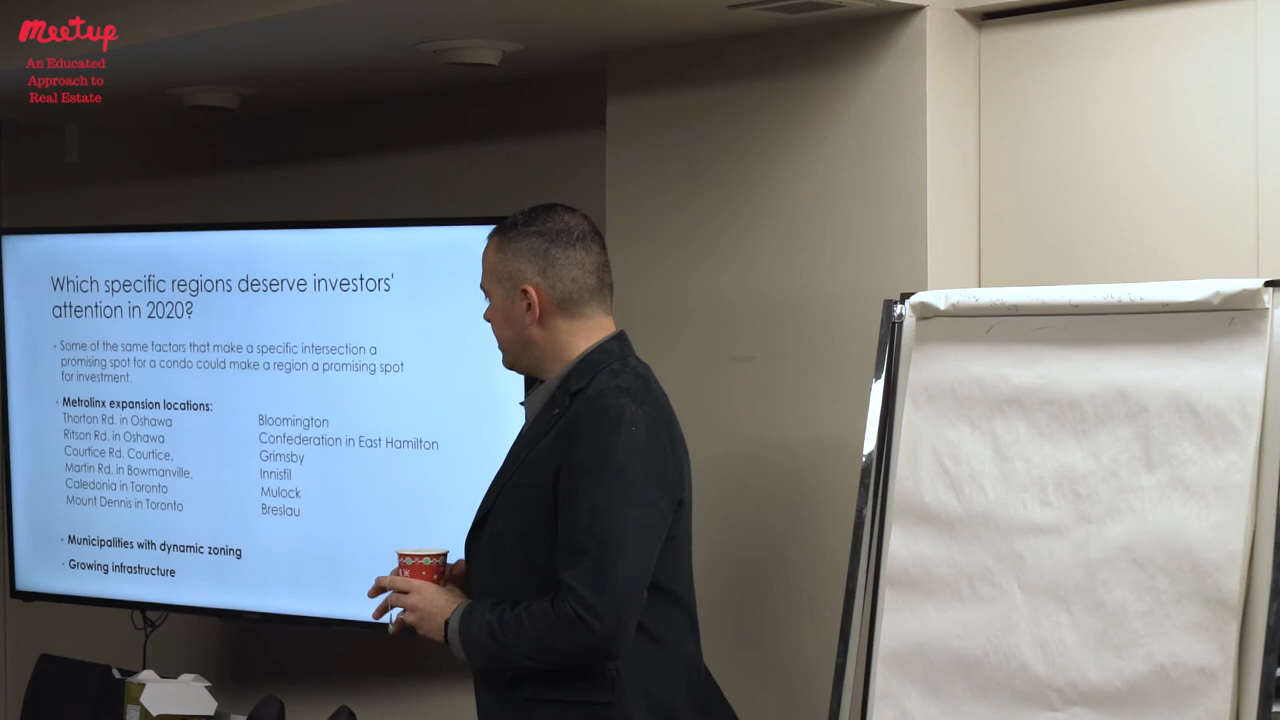 Meetup
An Educated
Approach to
Real Estate
Which specific regions deserve investors'
attention in 2020?
• Some of the same factors that make a specific intersection a
promising spot for a condo could make a region a promising spot
for investment.
• Metrolinx expansion locations:
Thorton Rd. in Oshawa
Ritson Rd. in Oshawa
Courtice Rd. Courtice,
Martin Rd. in Bowmanville,
Caledonia in Toronto
Mount Dennis in Toronto
Bloomington
Confederation in East Hamilton
Grimsby
Innisfil
Mulock
Breslau
• Municipalities with dynamic zoning
• Growing infrastructure